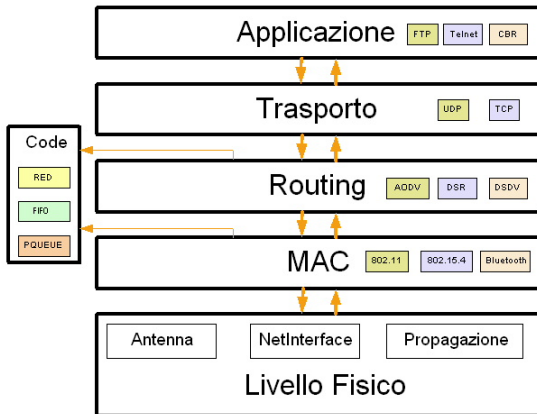 Applicazione
FTP
Telnet
CBR
Trasporto
UDP
TCP
Code
RED
FIFO
PQUEUE
Routing
AODV
DSR
DSDV
MAC
802.11
802.15.4
Bluetooth
Antenna
NetInterface
Propagazione
Livello Fisico